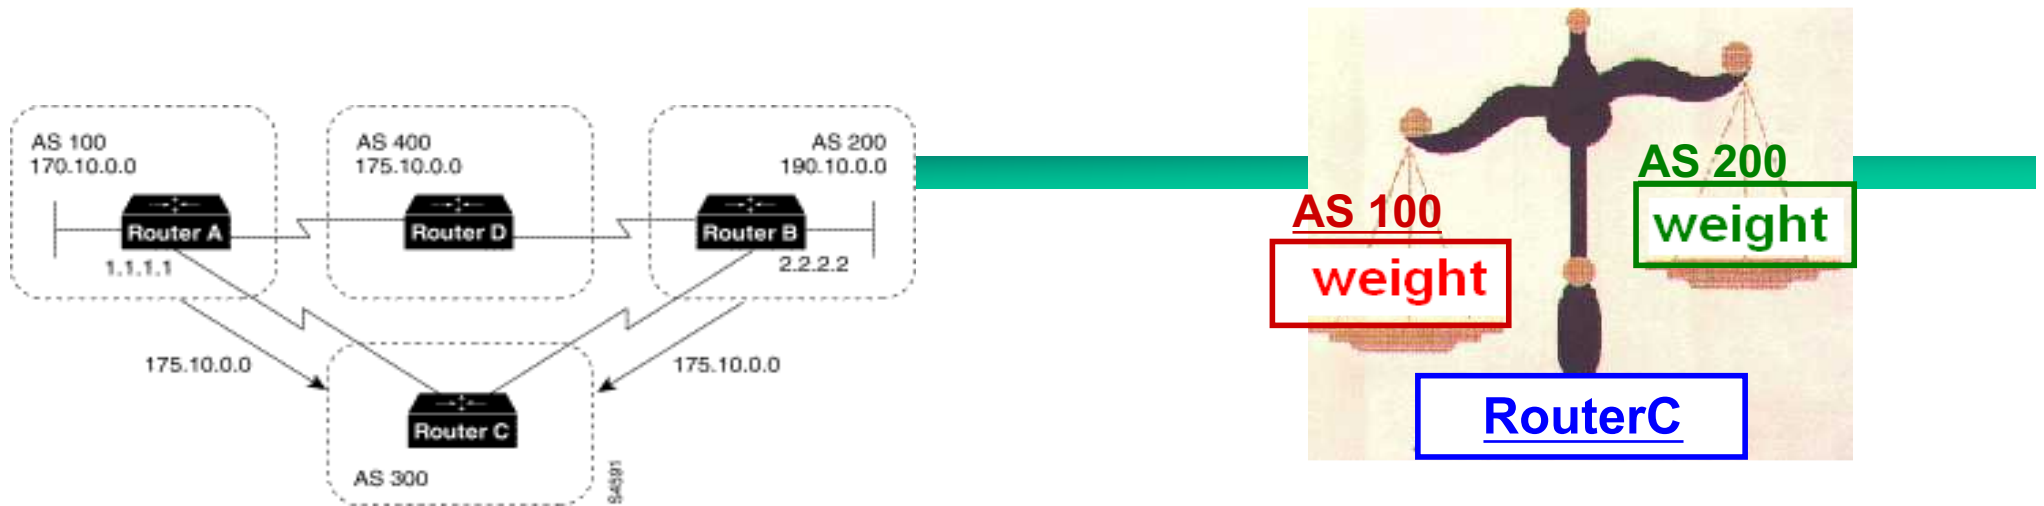 AS 100
170.10.0.0
AS 400
175.10.0.0
AS 200
190.10.0.0
Router A
Router D
Router B
1.1.1.1
2.2.2.2
175.10.0.0
175.10.0.0
Router C
AS 300
S4591
AS 100
weight
AS 200
weight
RouterC